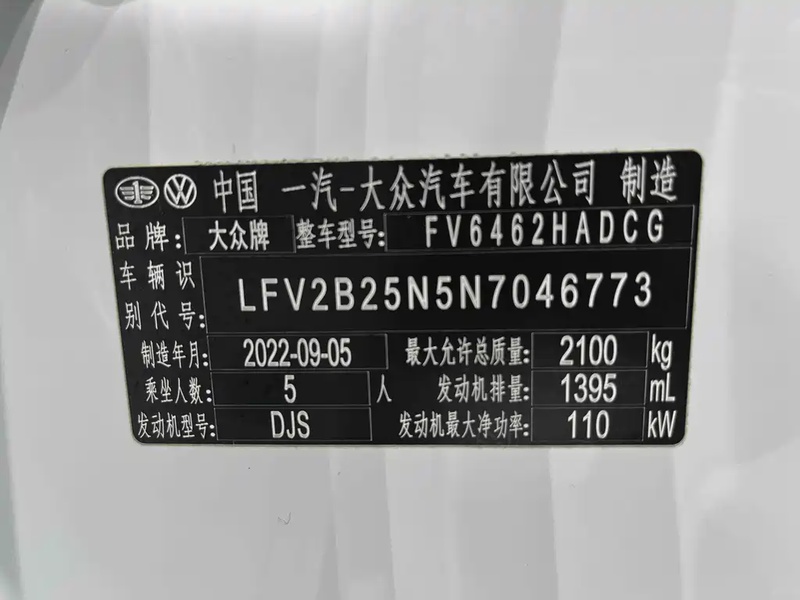 中国 一汽-大众汽车有限公司 制造
品牌: 大众牌 整车型号: FV6462HADCG
车辆识别代号: LFV2B25N5N7046773
制造年月: 2022-09-05 最大允许总质量: 2100 kg
乘坐人数: 5 人 发动机排量: 1395 mL
发动机型号: DJS 发动机最大净功率: 110 kW